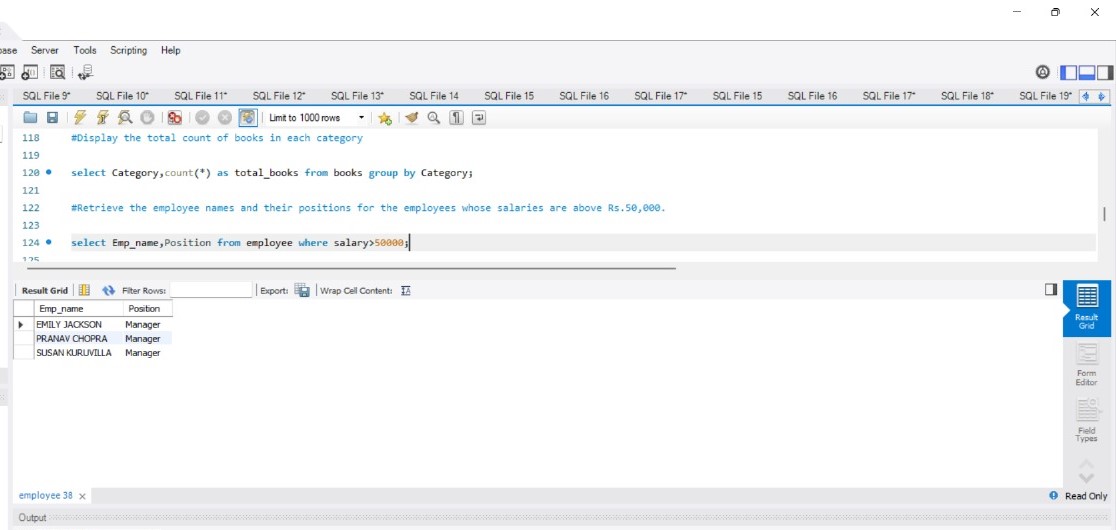 Server Tools Scripting Help
SQL File 9* SQL File 10* SQL File 11* SQL File 12* SQL File 13* SQL File 14 SQL File 15 SQL File 16 SQL File 17* SQL File 15 SQL File 16 SQL File 17* SQL File 18* SQL File 19*
Limit to 1000 rows
118 #Display the total count of books in each category
119
120 select Category,count(*) as total_books from books group by Category;
121
122 #Retrieve the employee names and their positions for the employees whose salaries are above Rs.50,000.
123
124 select Emp_name,Position from employee where salary>50000;
125
Result Grid Filter Rows: Export: Wrap Cell Content:
Emp_name Position
EMILY JACKSON Manager
PRANAV CHOPRA Manager
SUSAN KURUVILLA Manager
Result
Grid
Form
Editor
Field
Types
employee 38 Read Only
Output